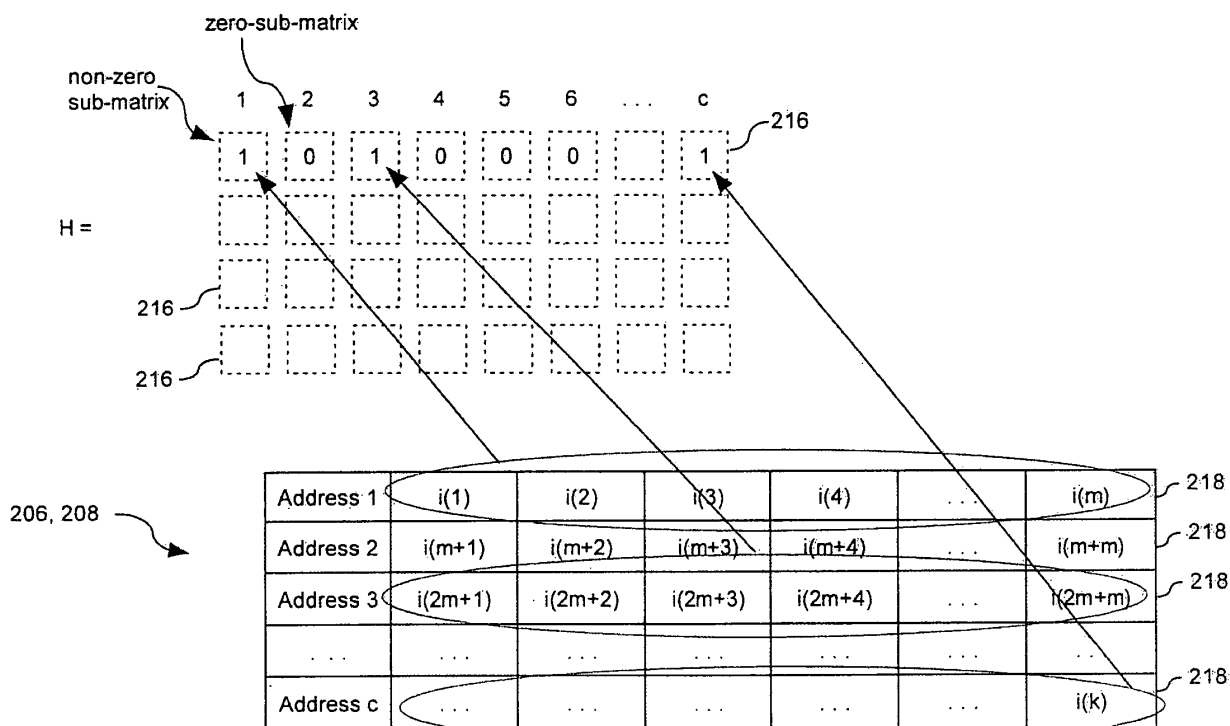 zero-sub-matrix
non-zero
sub-matrix
1 2 3 4 5 6 ... c
1 0 1 0 0 0 1 216
H =
216
216
206, 208
Address 1 i(1) i(2) i(3) i(4) ... i(m) 218
Address 2 i(m+1) i(m+2) i(m+3) i(m+4) ... i(m+m) 218
Address 3 i(2m+1) i(2m+2) i(2m+3) i(2m+4) ... i(2m+m) 218
... ... ... ... ... ... ..
Address c ... ... ... ... ... i(k) 218